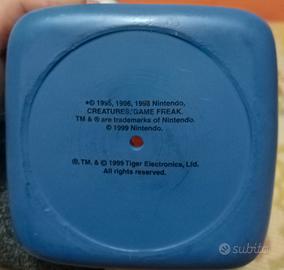 *© 1995, 1996, 1998 Nintendo,
CREATURES, GAME FREAK.
TM & ® are trademarks of Nintendo.
© 1999 Nintendo.
®, TM, & © 1999 Tiger Electronics, Ltd.
All rights reserved.
subito